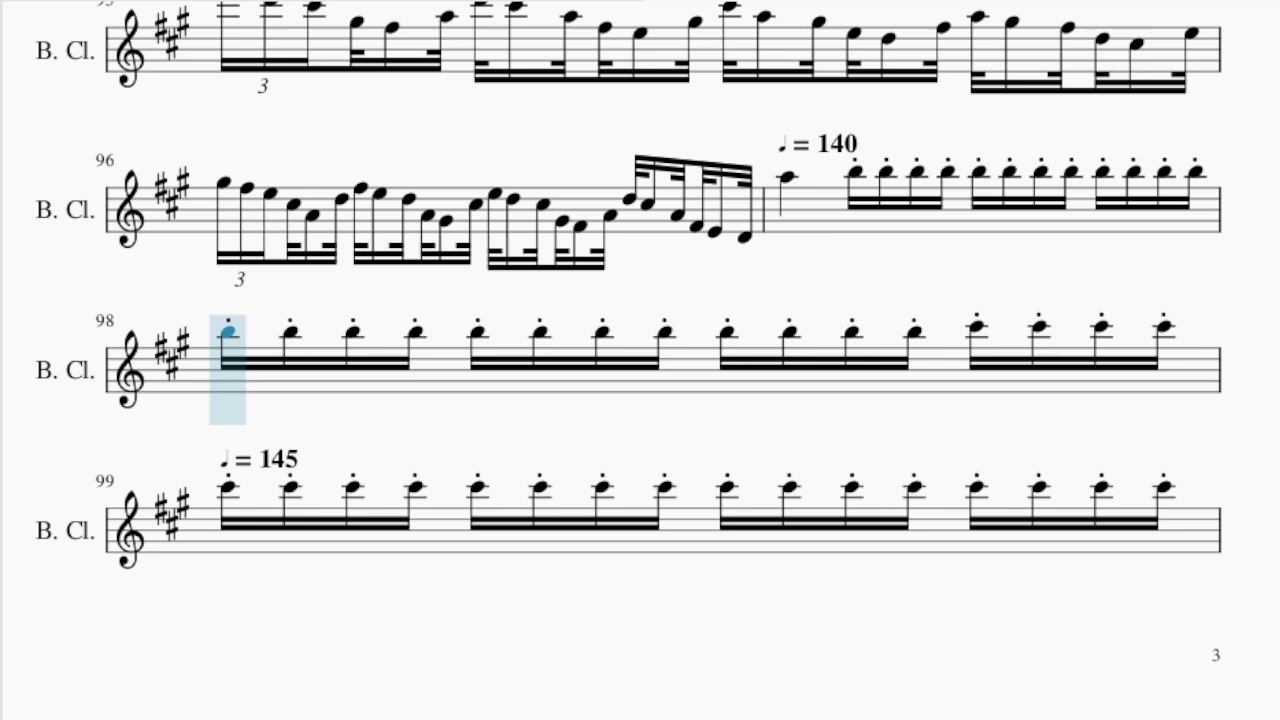 B. Cl.
3
96
♩ = 140
B. Cl.
3
98
B. Cl.
♩ = 145
99
B. Cl.
3